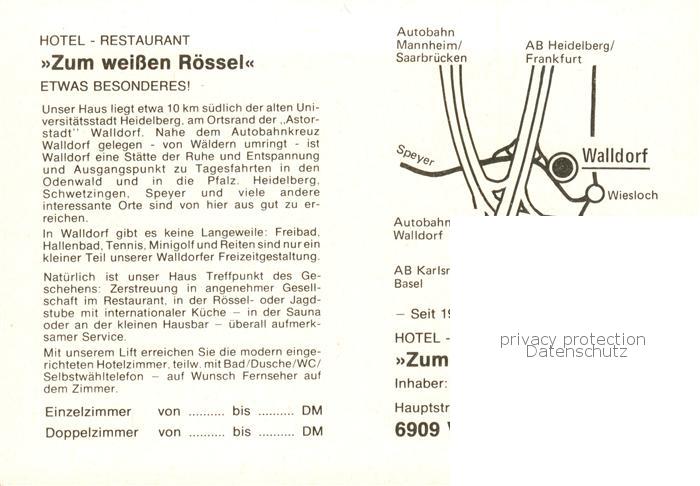 HOTEL - RESTAURANT
»Zum weißen Rössel«
ETWAS BESONDERES!
Unser Haus liegt etwa 10 km südlich der alten Uni-
versitätsstadt Heidelberg, am Ortsrand der „Astor-
stadt" Walldorf. Nahe dem Autobahnkreuz
Walldorf gelegen - von Wäldern umringt - ist
Walldorf eine Stätte der Ruhe und Entspannung
und Ausgangspunkt zu Tagesfahrten in den
Odenwald und in die Pfalz. Heidelberg,
Schwetzingen, Speyer und viele andere
interessante Orte sind von hier aus gut zu er-
reichen.
In Walldorf gibt es keine Langeweile: Freibad,
Hallenbad, Tennis, Minigolf und Reiten sind nur ein
kleiner Teil unserer Walldorfer Freizeitgestaltung.
Natürlich ist unser Haus Treffpunkt des Ge-
schehens: Zerstreuung in angenehmer Gesell-
schaft im Restaurant, in der Rössel- oder Jagd-
stube mit internationaler Küche – in der Sauna
oder an der kleinen Hausbar – überall aufmerk-
samer Service.
Mit unserem Lift erreichen Sie die modern einge-
richteten Hotelzimmer, teilw. mit Bad/Dusche/WC/
Selbstwähltelefon – auf Wunsch Fernseher auf
dem Zimmer.
Einzelzimmer von .......... bis .......... DM
Doppelzimmer von .......... bis .......... DM
Autobahn
Mannheim/
Saarbrücken
AB Heidelberg/
Frankfurt
Speyer
Walldorf
Wiesloch
Autobahn
Walldorf
AB Karlsr
Basel
– Seit 19
HOTEL -
»Zum
Inhaber:
Hauptstr
6909
privacy protection
Datenschutz